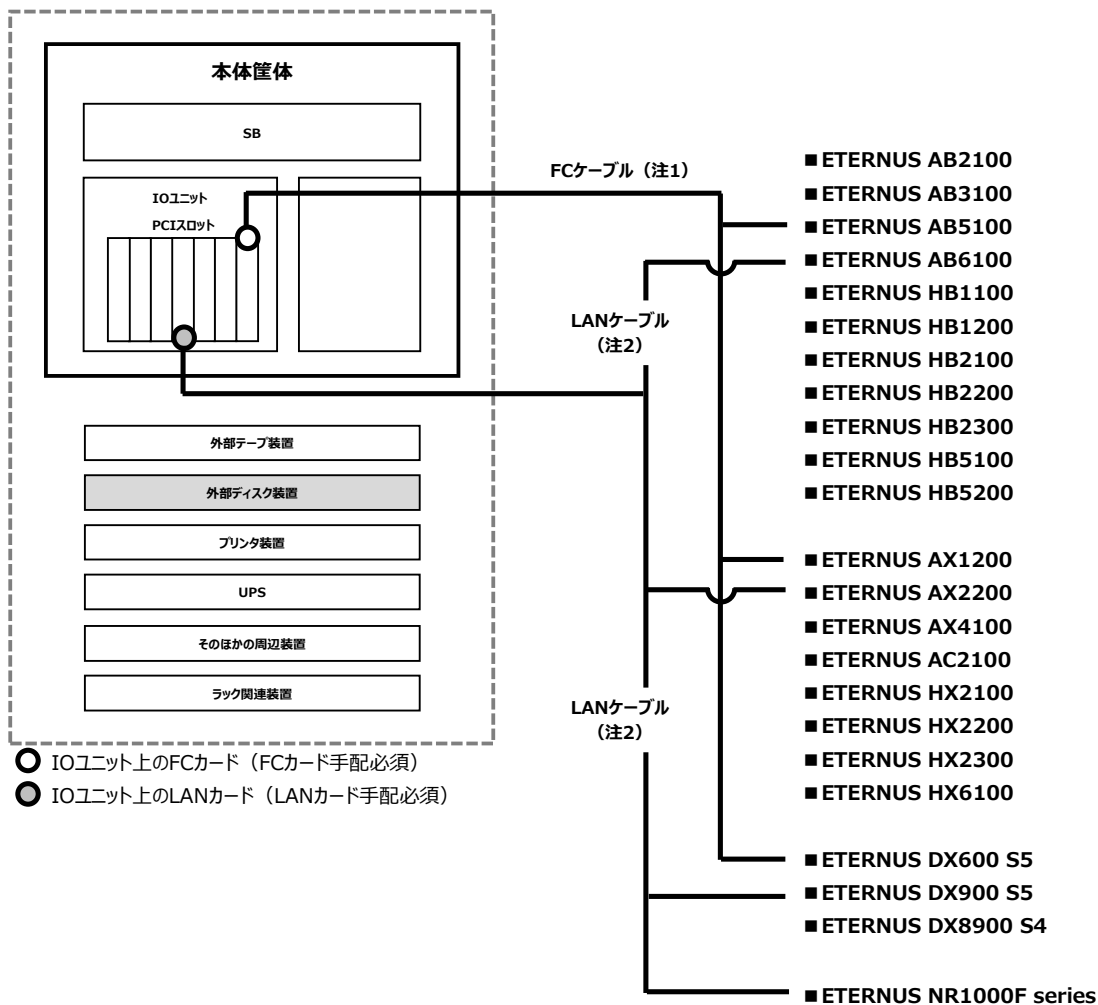 本体筐体
SB
IOユニット
PCIスロット
外部テープ装置
外部ディスク装置
プリンタ装置
UPS
そのほかの周辺装置
ラック関連装置
IOユニット上のFCカード（FCカード手配必須）
IOユニット上のLANカード（LANカード手配必須）
FCケーブル（注1）
LANケーブル
（注2）
LANケーブル
（注2）
■ETERNUS AB2100
■ETERNUS AB3100
■ETERNUS AB5100
■ETERNUS AB6100
■ETERNUS HB1100
■ETERNUS HB1200
■ETERNUS HB2100
■ETERNUS HB2200
■ETERNUS HB2300
■ETERNUS HB5100
■ETERNUS HB5200
■ETERNUS AX1200
■ETERNUS AX2200
■ETERNUS AX4100
■ETERNUS AC2100
■ETERNUS HX2100
■ETERNUS HX2200
■ETERNUS HX2300
■ETERNUS HX6100
■ETERNUS DX600 S5
■ETERNUS DX900 S5
■ETERNUS DX8900 S4
■ETERNUS NR1000F series